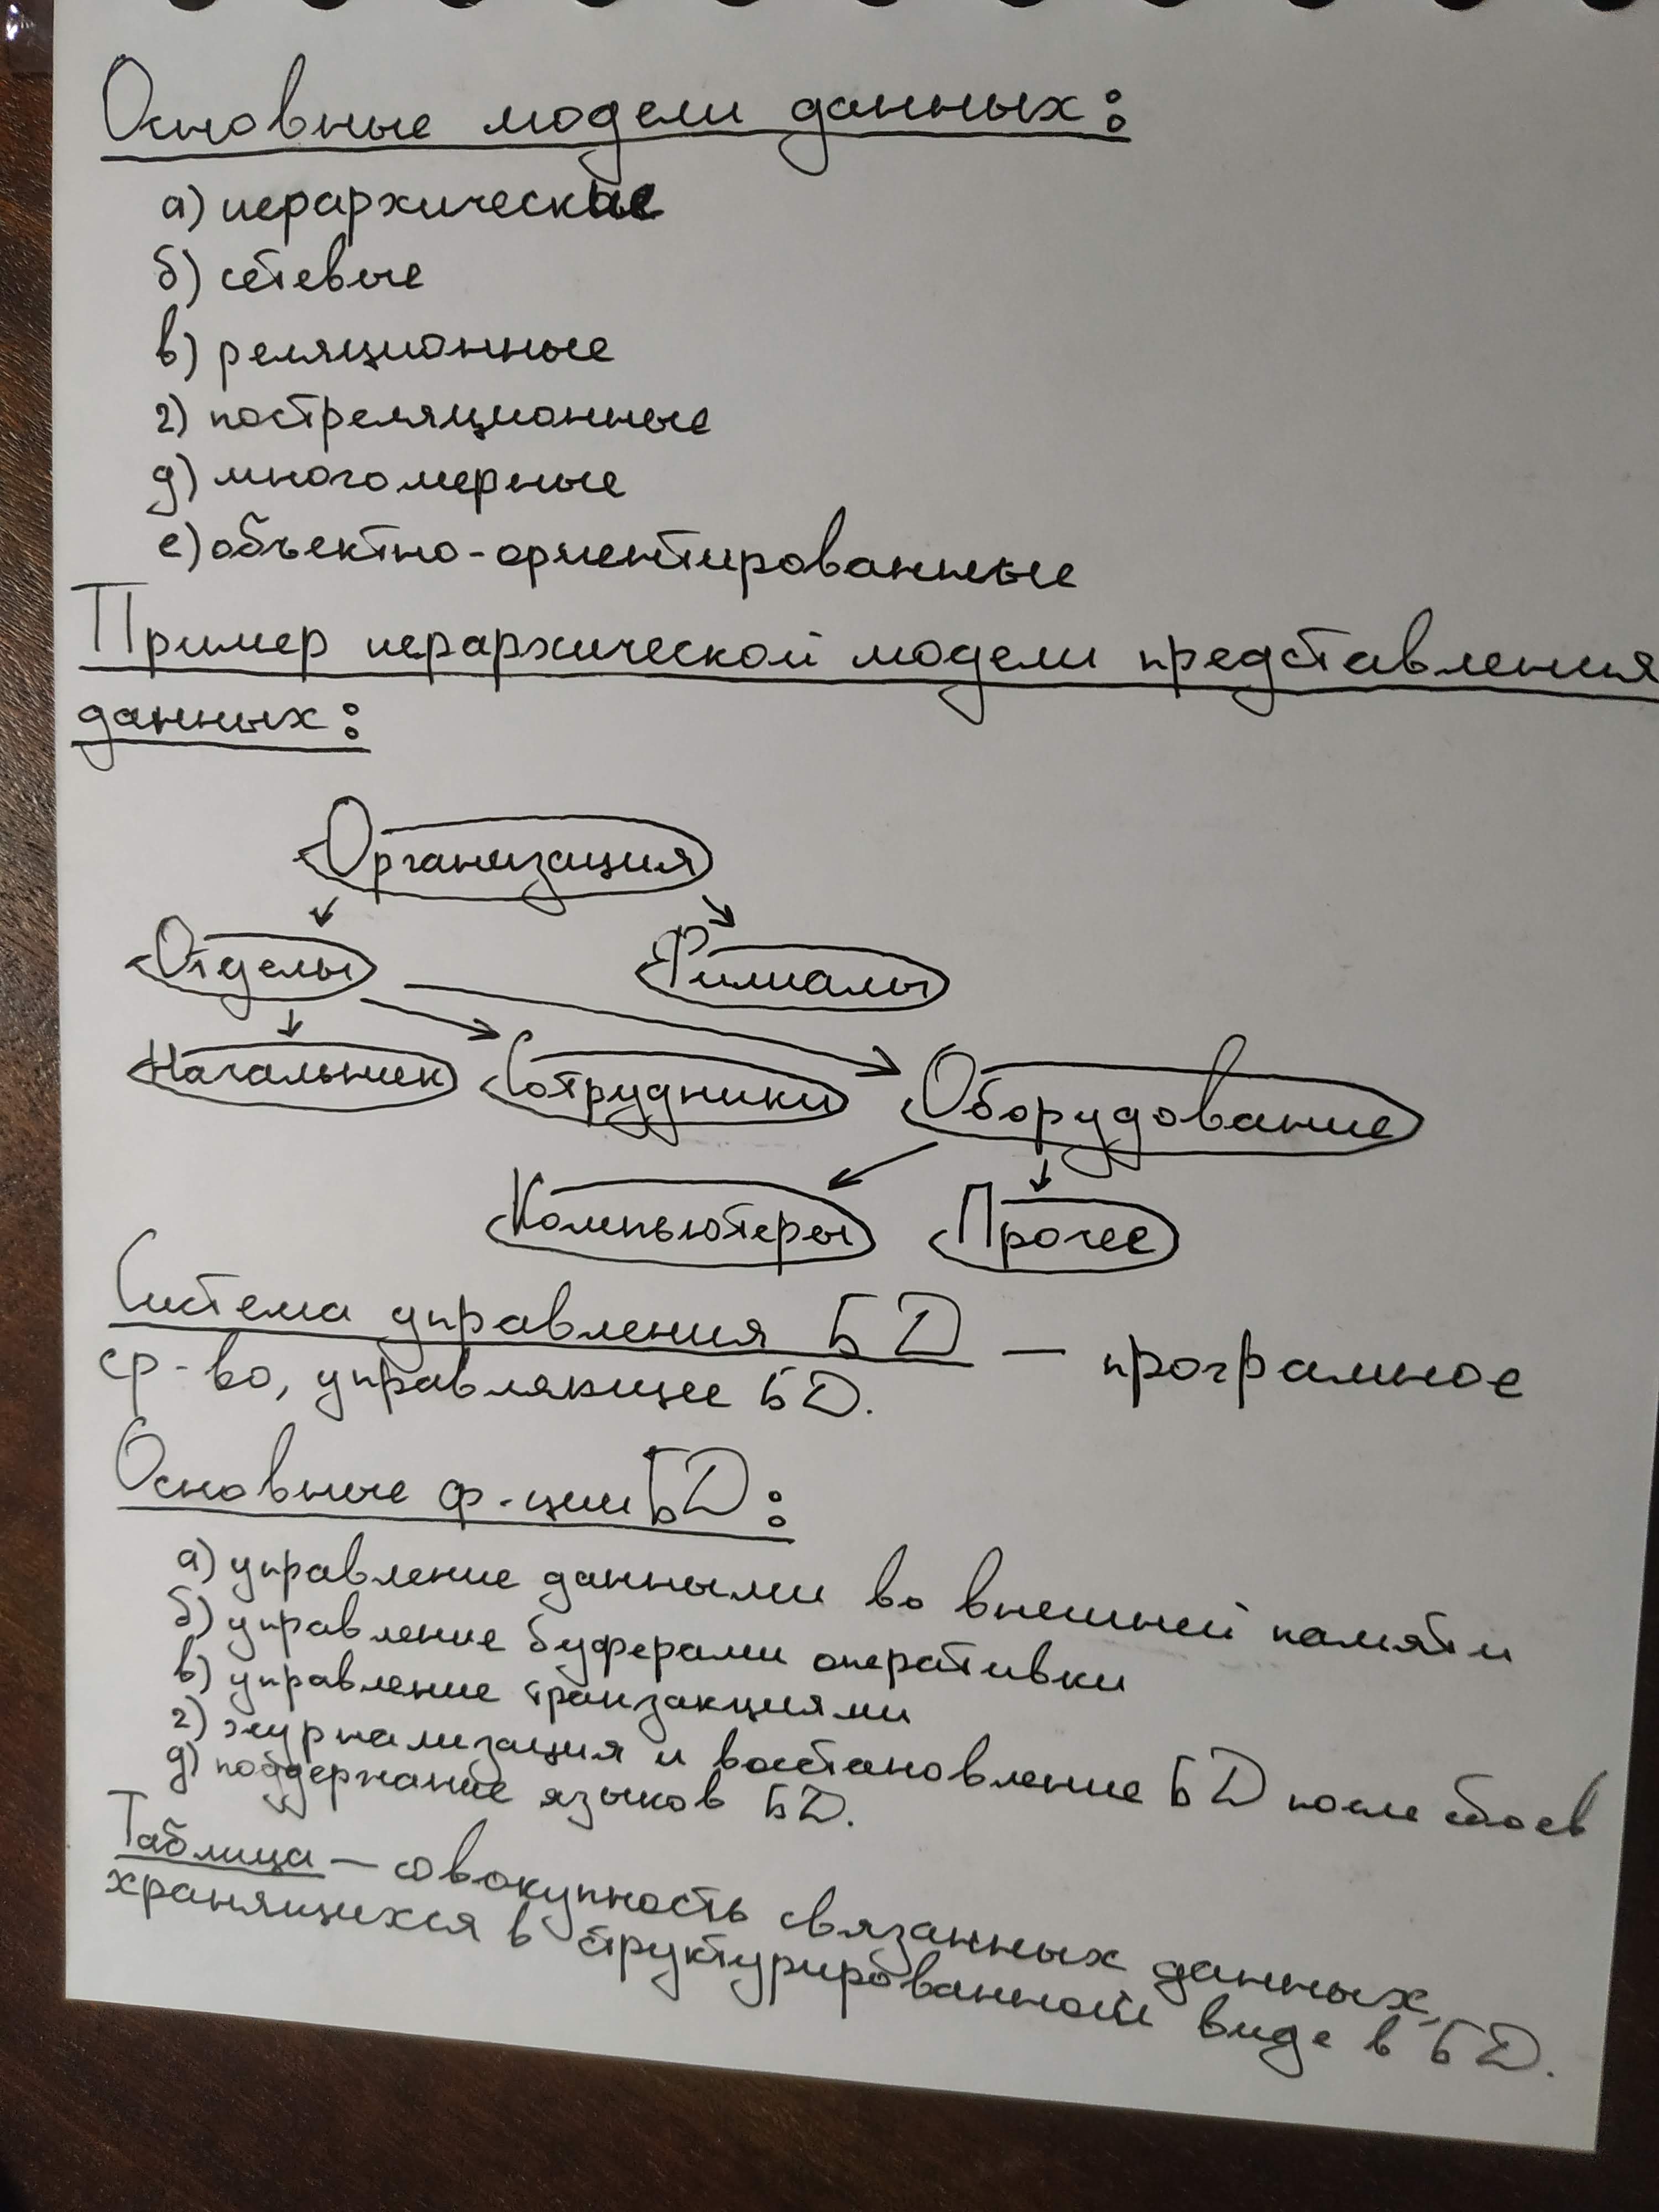 Основные модели данных:
а) иерархические
б) сетевые
в) реляционные
г) постреляционные
д) многомерные
е) объектно-ориентированные
Пример иерархической модели представления
данных:
Организация
Отделы Филиалы
Начальник Сотрудники Оборудование
Компьютеры Прочее
Система управления БД — програмное
ср-во, управляющее БД.
Основные ф-ции БД:
а) управление данными во внешней памяти
б) управление буферами оперативки
в) управление транзакциями
г) журнализация и востановление БД после сбоев
д) поддержание языков БД.
Таблица — совокупность связанных данных,
хранящихся в структурированном виде в БД.